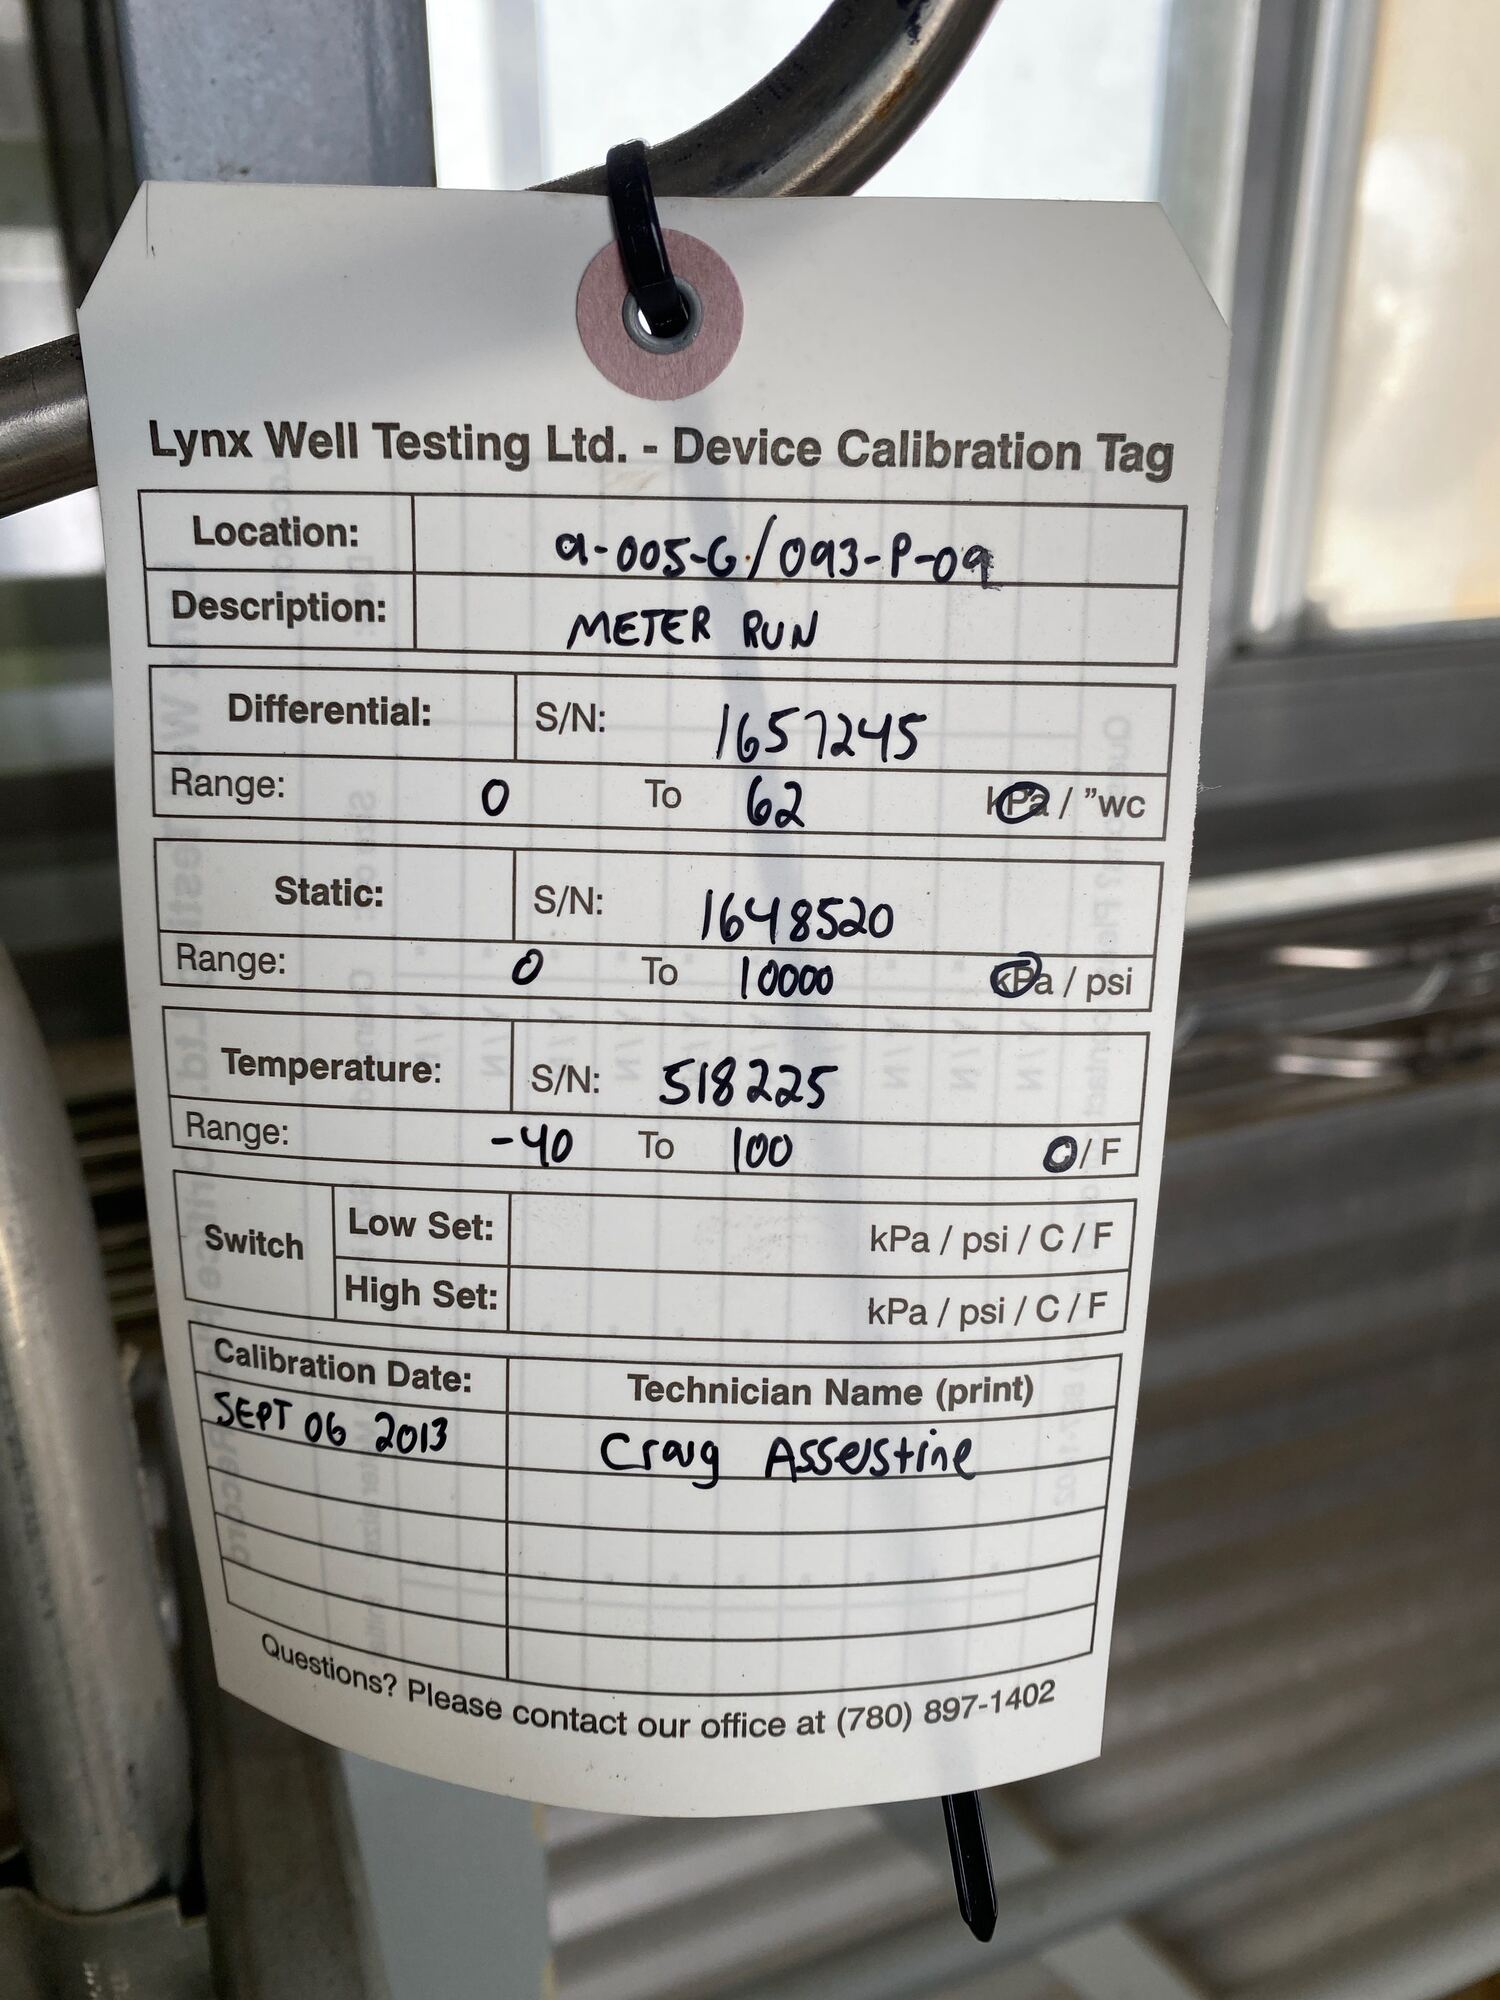 Lynx Well Testing Ltd. - Device Calibration Tag
Location: a-005-G/093-P-09
Description: METER RUN
Differential: S/N: 1657245
Range: 0 To 62 kPa / "wc
Static: S/N: 1648520
Range: 0 To 10000 kPa / psi
Temperature: S/N: 518225
Range: -40 To 100 C / F
Switch
Low Set: kPa / psi / C / F
High Set: kPa / psi / C / F
Calibration Date: Technician Name (print)
SEPT 06 2013 Craig Asselstine
Questions? Please contact our office at (780) 897-1402